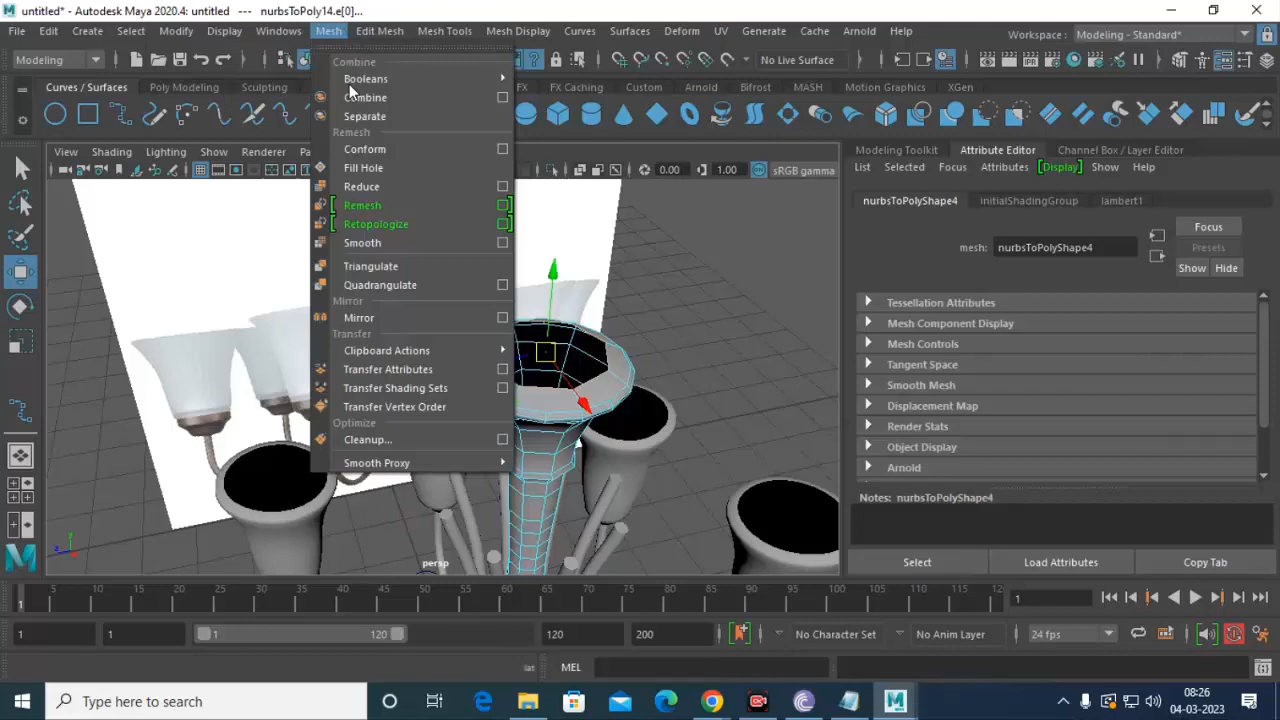 untitled* - Autodesk Maya 2020.4: untitled --- nurbsToPoly14.e[0]...
File Edit Create Select Modify Display Windows Mesh Edit Mesh Mesh Tools Mesh Display Curves Surfaces Deform UV Generate Cache Arnold Help
Workspace : Modeling - Standard*
Modeling
No Live Surface
Curves / Surfaces Poly Modeling Sculpting FX FX Caching Custom Arnold Bifrost MASH Motion Graphics XGen
View Shading Lighting Show Renderer
Modeling Toolkit Attribute Editor Channel Box / Layer Editor
0.00 1.00 sRGB gamma
List Selected Focus Attributes Display Show Help
nurbsToPolyShape4 initialShadingGroup lambert1
Focus
mesh: nurbsToPolyShape4
Presets
Show Hide
Tessellation Attributes
Mesh Component Display
Mesh Controls
Tangent Space
Smooth Mesh
Displacement Map
Render Stats
Object Display
Arnold
Notes: nurbsToPolyShape4
Select Load Attributes Copy Tab
Combine
Booleans
Combine
Separate
Remesh
Conform
Fill Hole
Reduce
Remesh
Retopologize
Smooth
Triangulate
Quadrangulate
Mirror
Mirror
Transfer
Clipboard Actions
Transfer Attributes
Transfer Shading Sets
Transfer Vertex Order
Optimize
Cleanup...
Smooth Proxy
persp
y
z
5 10 15 20 25 30 35 40 45 50 55 60 65 70 75 80 85 90 95 100 105 110 115 12
1 1
1 1 1 120 120 200 No Character Set No Anim Layer 24 fps
MEL
Type here to search
08:26
04-03-2023